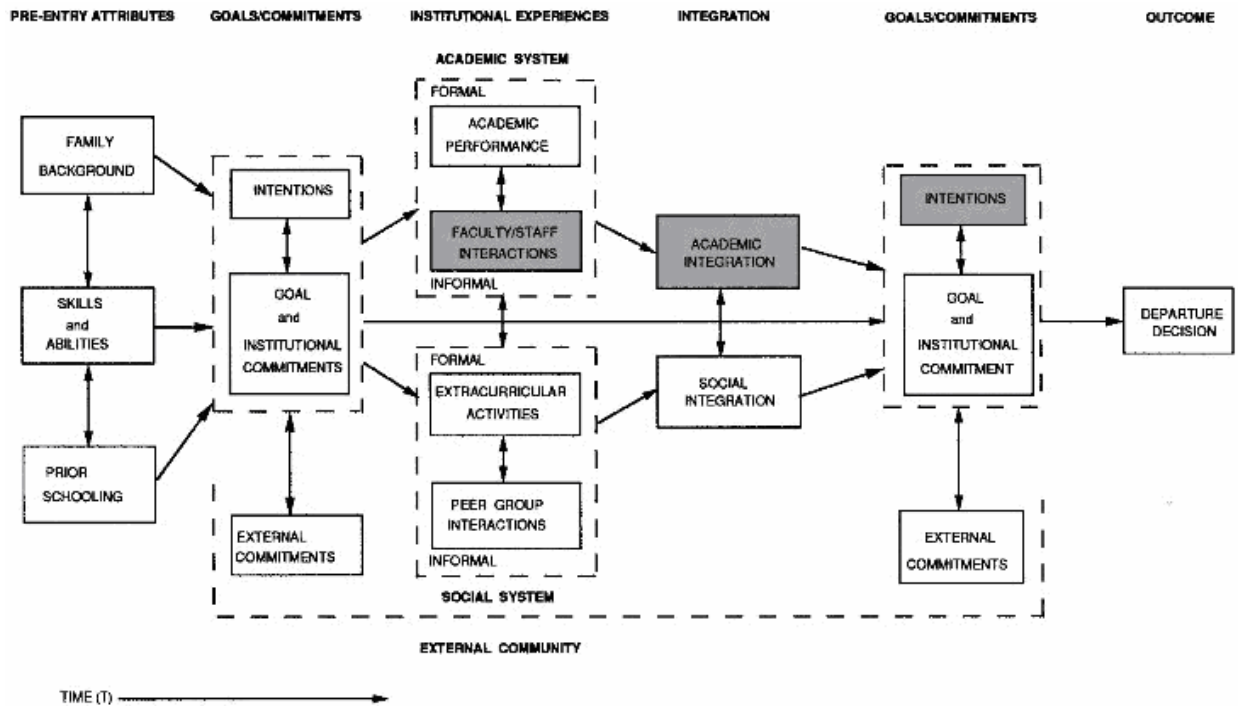 PRE-ENTRY ATTRIBUTES
GOALS/COMMITMENTS
INSTITUTIONAL EXPERIENCES
INTEGRATION
GOALS/COMMITMENTS
OUTCOME
FAMILY
BACKGROUND
SKILLS
and
ABILITIES
PRIOR
SCHOOLING
INTENTIONS
GOAL
and
INSTITUTIONAL
COMMITMENTS
EXTERNAL
COMMITMENTS
ACADEMIC SYSTEM
FORMAL
ACADEMIC
PERFORMANCE
FACULTY/STAFF
INTERACTIONS
INFORMAL
FORMAL
EXTRACURRICULAR
ACTIVITIES
PEER GROUP
INTERACTIONS
INFORMAL
SOCIAL SYSTEM
ACADEMIC
INTEGRATION
SOCIAL
INTEGRATION
INTENTIONS
GOAL
and
INSTITUTIONAL
COMMITMENT
EXTERNAL
COMMITMENTS
DEPARTURE
DECISION
EXTERNAL COMMUNITY
TIME (T)